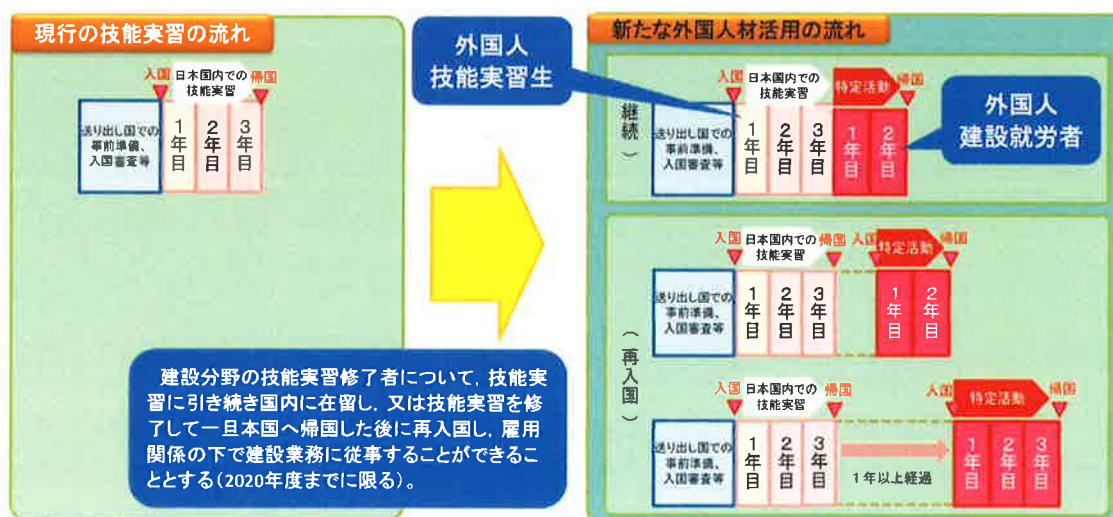 現行の技能実習の流れ
入国
日本国内での
技能実習
帰国
送り出し国での
事前準備、
入国審査等
1年目
2年目
3年目
建設分野の技能実習修了者について，技能実
習に引き続き国内に在留し，又は技能実習を修
了して一旦本国へ帰国した後に再入国し，雇用
関係の下で建設業務に従事することができるこ
ととする（2020年度までに限る）。
外国人
技能実習生
新たな外国人材活用の流れ
継続）
入国
日本国内での
技能実習
特定活動
帰国
送り出し国での
事前準備、
入国審査等
1年目
2年目
3年目
1年目
2年目
外国人
建設就労者
（再入国）
入国
日本国内での
技能実習
帰国
入国
特定活動
帰国
送り出し国での
事前準備、
入国審査等
1年目
2年目
3年目
1年目
2年目
入国
日本国内での
技能実習
帰国
入国
特定活動
帰国
送り出し国での
事前準備、
入国審査等
1年目
2年目
3年目
1年以上経過
1年目
2年目
3年目